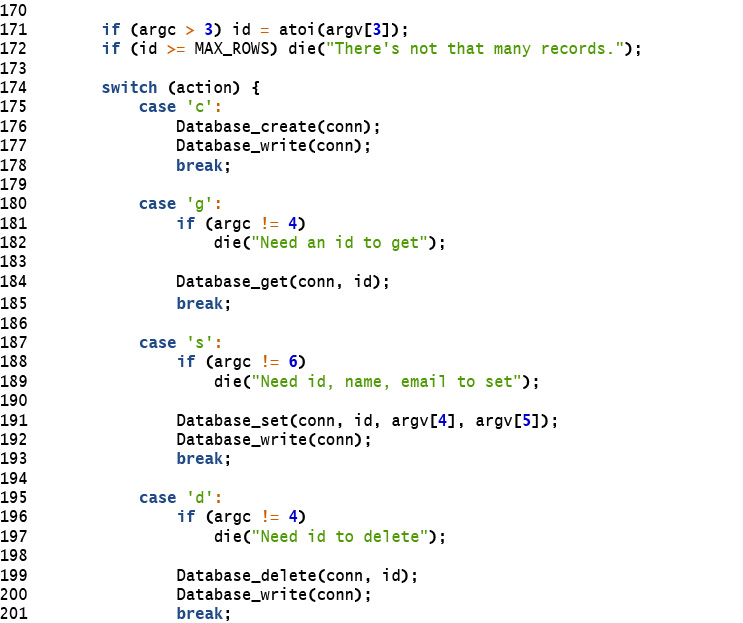 170
171        if (argc > 3) id = atoi(argv[3]);
172        if (id >= MAX_ROWS) die("There's not that many records.");
173
174        switch (action) {
175            case 'c':
176                Database_create(conn);
177                Database_write(conn);
178                break;
179
180            case 'g':
181                if (argc != 4)
182                    die("Need an id to get");
183
184                Database_get(conn, id);
185                break;
186
187            case 's':
188                if (argc != 6)
189                    die("Need id, name, email to set");
190
191                Database_set(conn, id, argv[4], argv[5]);
192                Database_write(conn);
193                break;
194
195            case 'd':
196                if (argc != 4)
197                    die("Need id to delete");
198
199                Database_delete(conn, id);
200                Database_write(conn);
201                break;